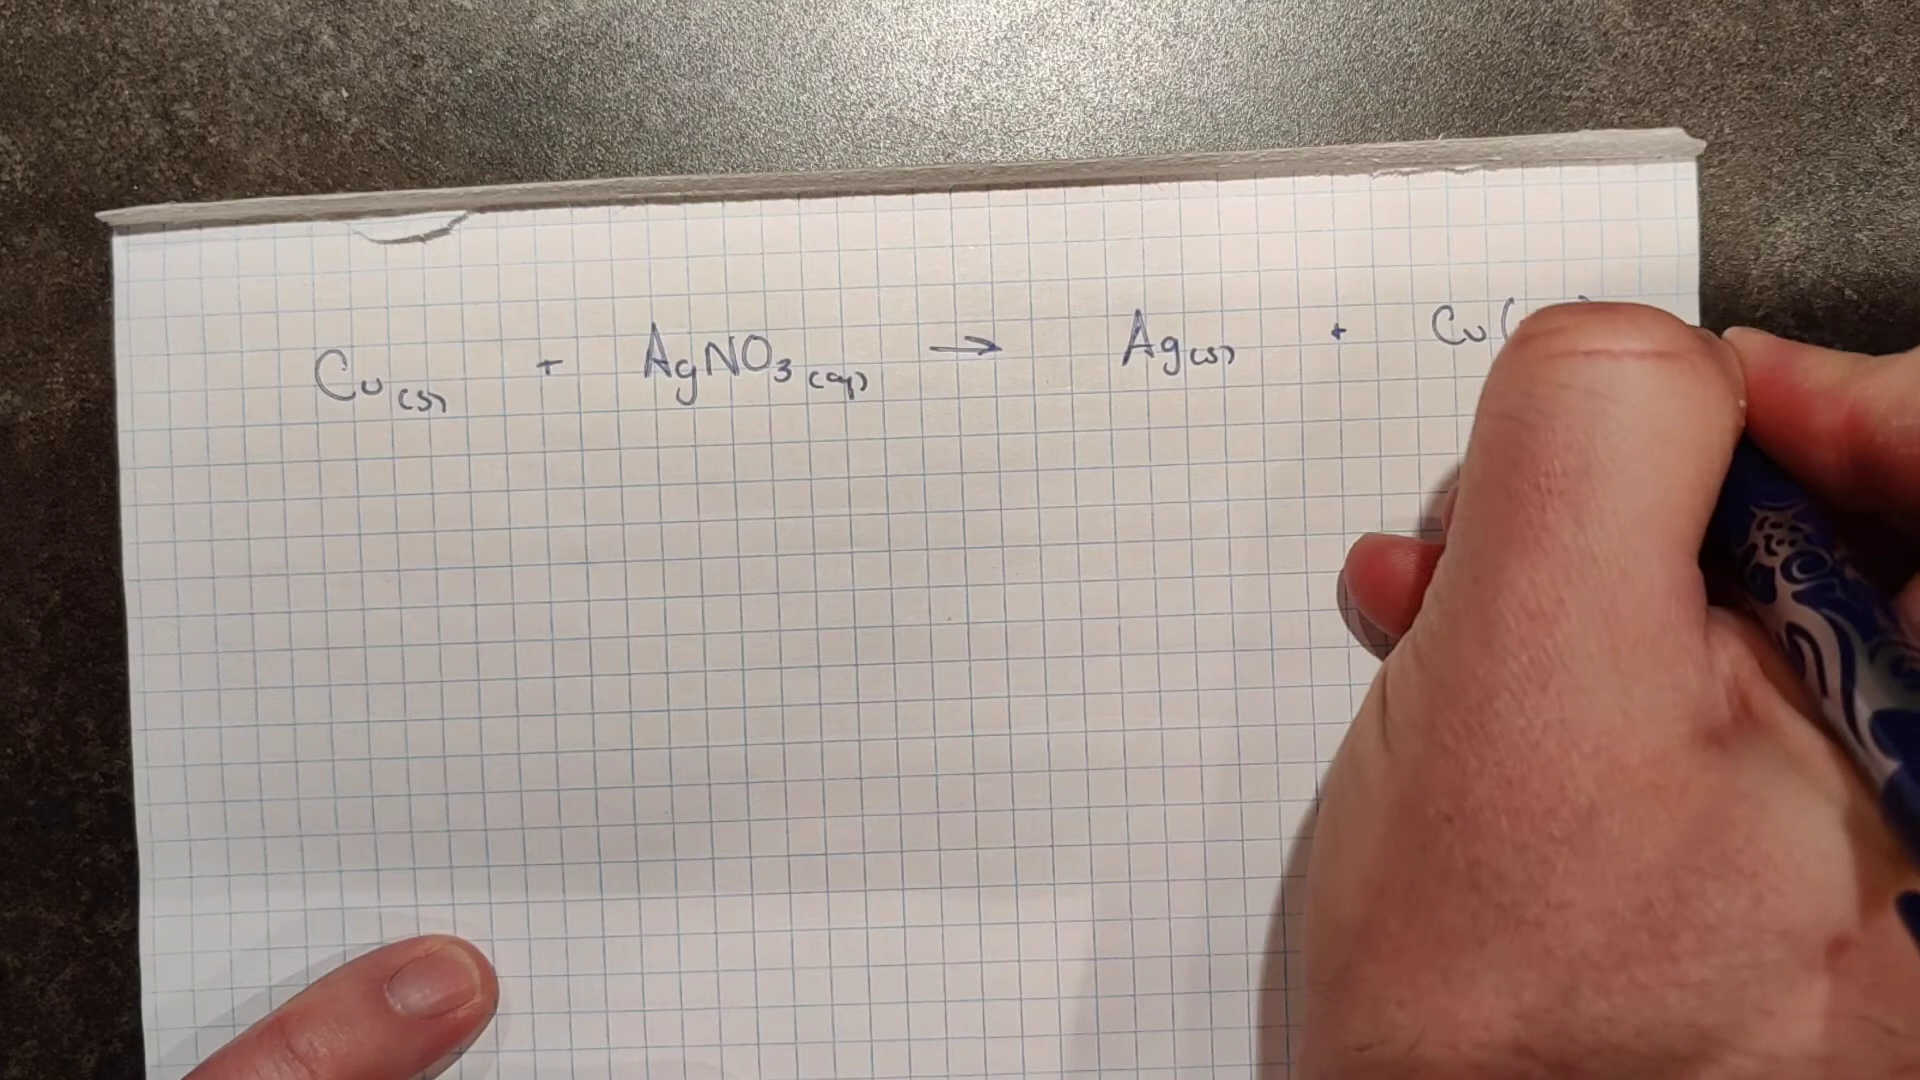 Cu(s) + AgNO3 (aq) → Ag(s) + Cu(